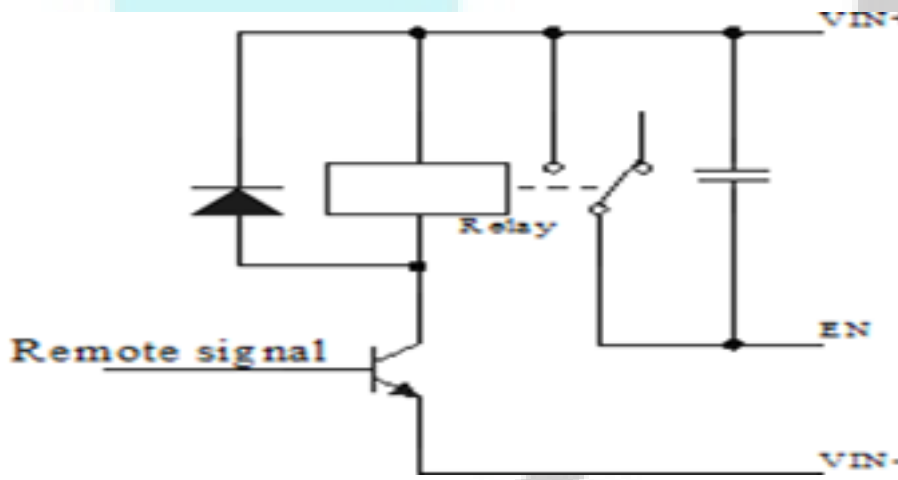 VIN+
Relay
EN
Remote signal
VIN-